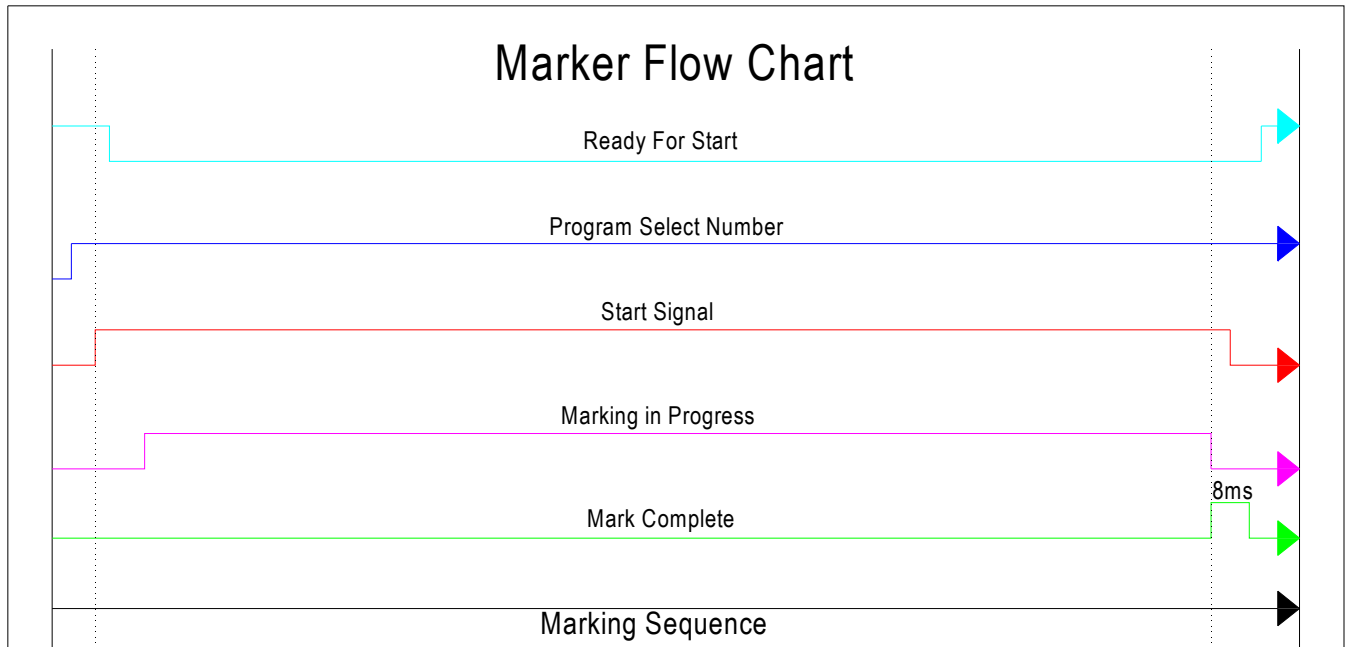 Marker Flow Chart
Ready For Start
Program Select Number
Start Signal
Marking in Progress
8ms
Mark Complete
Marking Sequence